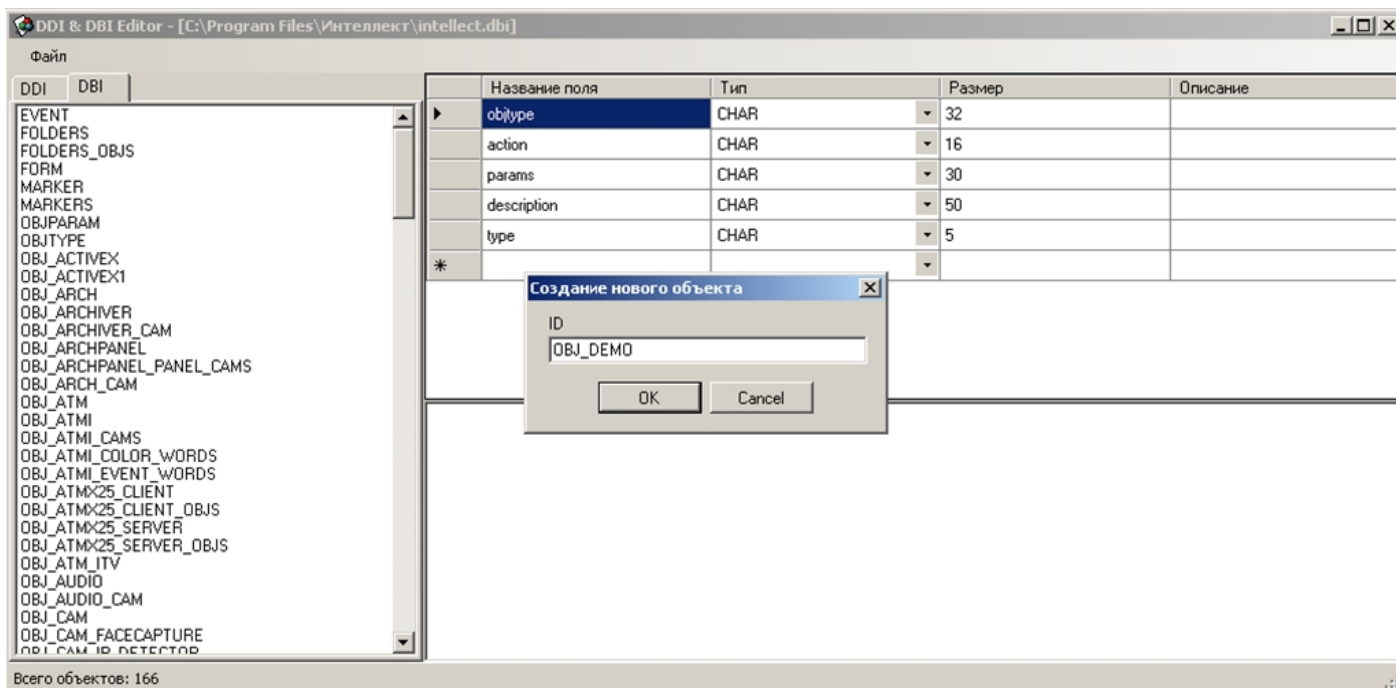 DDI & DBI Editor - [C:\Program Files\Интеллект\intellect.dbi]
Файл
DDI DBI
EVENT
FOLDERS
FOLDERS_OBJS
FORM
MARKER
MARKERS
OBJPARAM
OBJTYPE
OBJ_ACTIVEX
OBJ_ACTIVEX1
OBJ_ARCH
OBJ_ARCHIVER
OBJ_ARCHIVER_CAM
OBJ_ARCHPANEL
OBJ_ARCHPANEL_PANEL_CAMS
OBJ_ARCH_CAM
OBJ_ATM
OBJ_ATMI
OBJ_ATMI_CAMS
OBJ_ATMI_COLOR_WORDS
OBJ_ATMI_EVENT_WORDS
OBJ_ATMX25_CLIENT
OBJ_ATMX25_CLIENT_OBJS
OBJ_ATMX25_SERVER
OBJ_ATMX25_SERVER_OBJS
OBJ_ATM_ITV
OBJ_AUDIO
OBJ_AUDIO_CAM
OBJ_CAM
OBJ_CAM_FACECAPTURE
OBJ_CAM_IR_DETECTOR
Название поля Тип Размер Описание
objtype CHAR 32
action CHAR 16
params CHAR 30
description CHAR 50
type CHAR 5
Создание нового объекта
ID
OBJ_DEMO
OK Cancel
Всего объектов: 166